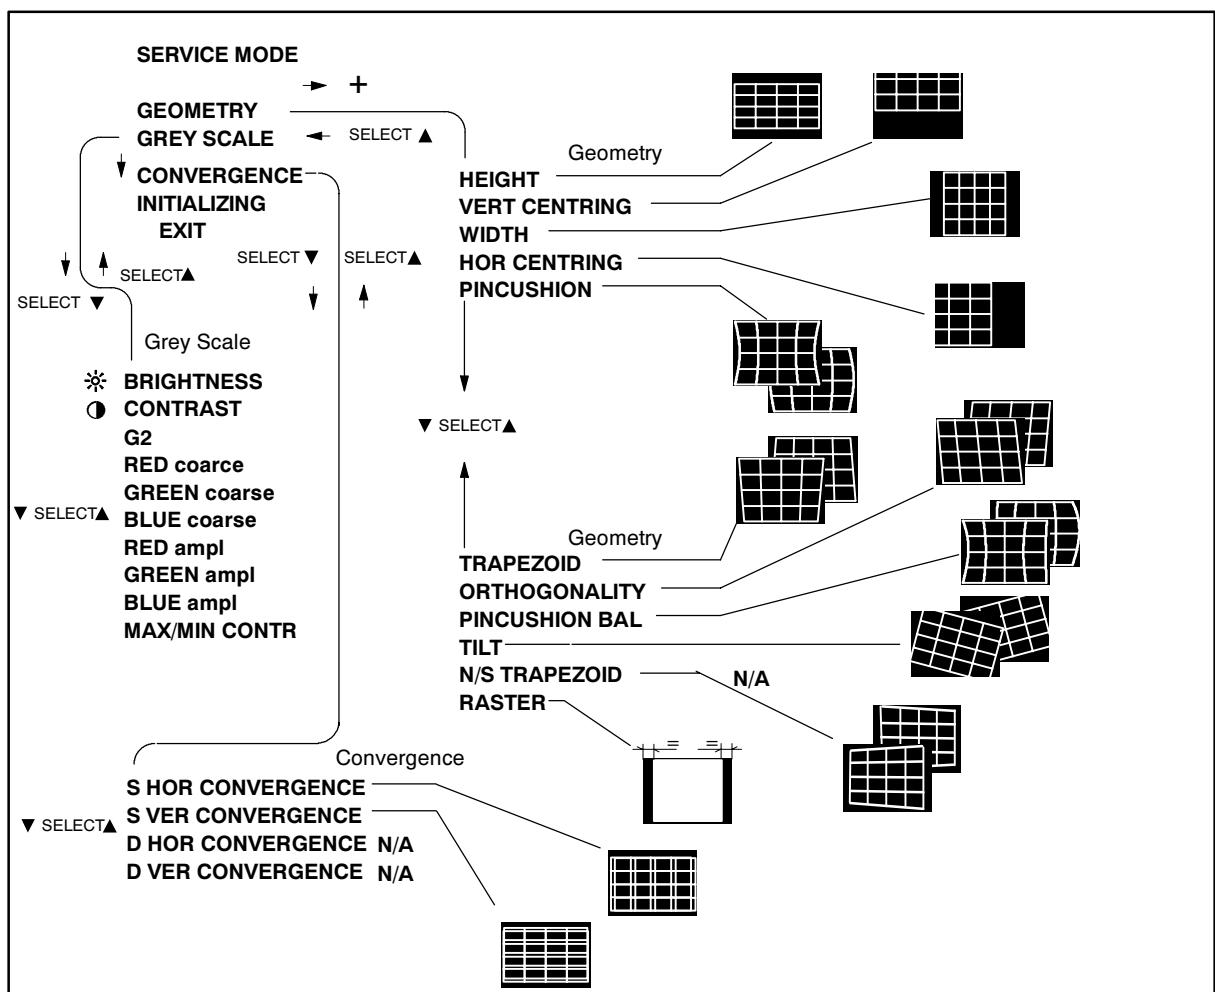 SERVICE MODE
+
GEOMETRY
GREY SCALE
SELECT ▲
CONVERGENCE
INITIALIZING
EXIT
SELECT ▼
SELECT▲
SELECT▲
SELECT ▼
Geometry
HEIGHT
VERT CENTRING
WIDTH
HOR CENTRING
PINCUSHION
▼ SELECT▲
Grey Scale
BRIGHTNESS
CONTRAST
G2
RED coarce
GREEN coarse
BLUE coarse
RED ampl
GREEN ampl
BLUE ampl
MAX/MIN CONTR
▼ SELECT▲
Geometry
TRAPEZOID
ORTHOGONALITY
PINCUSHION BAL
TILT
N/S TRAPEZOID N/A
RASTER
= =
Convergence
S HOR CONVERGENCE
S VER CONVERGENCE
▼ SELECT▲
D HOR CONVERGENCE N/A
D VER CONVERGENCE N/A